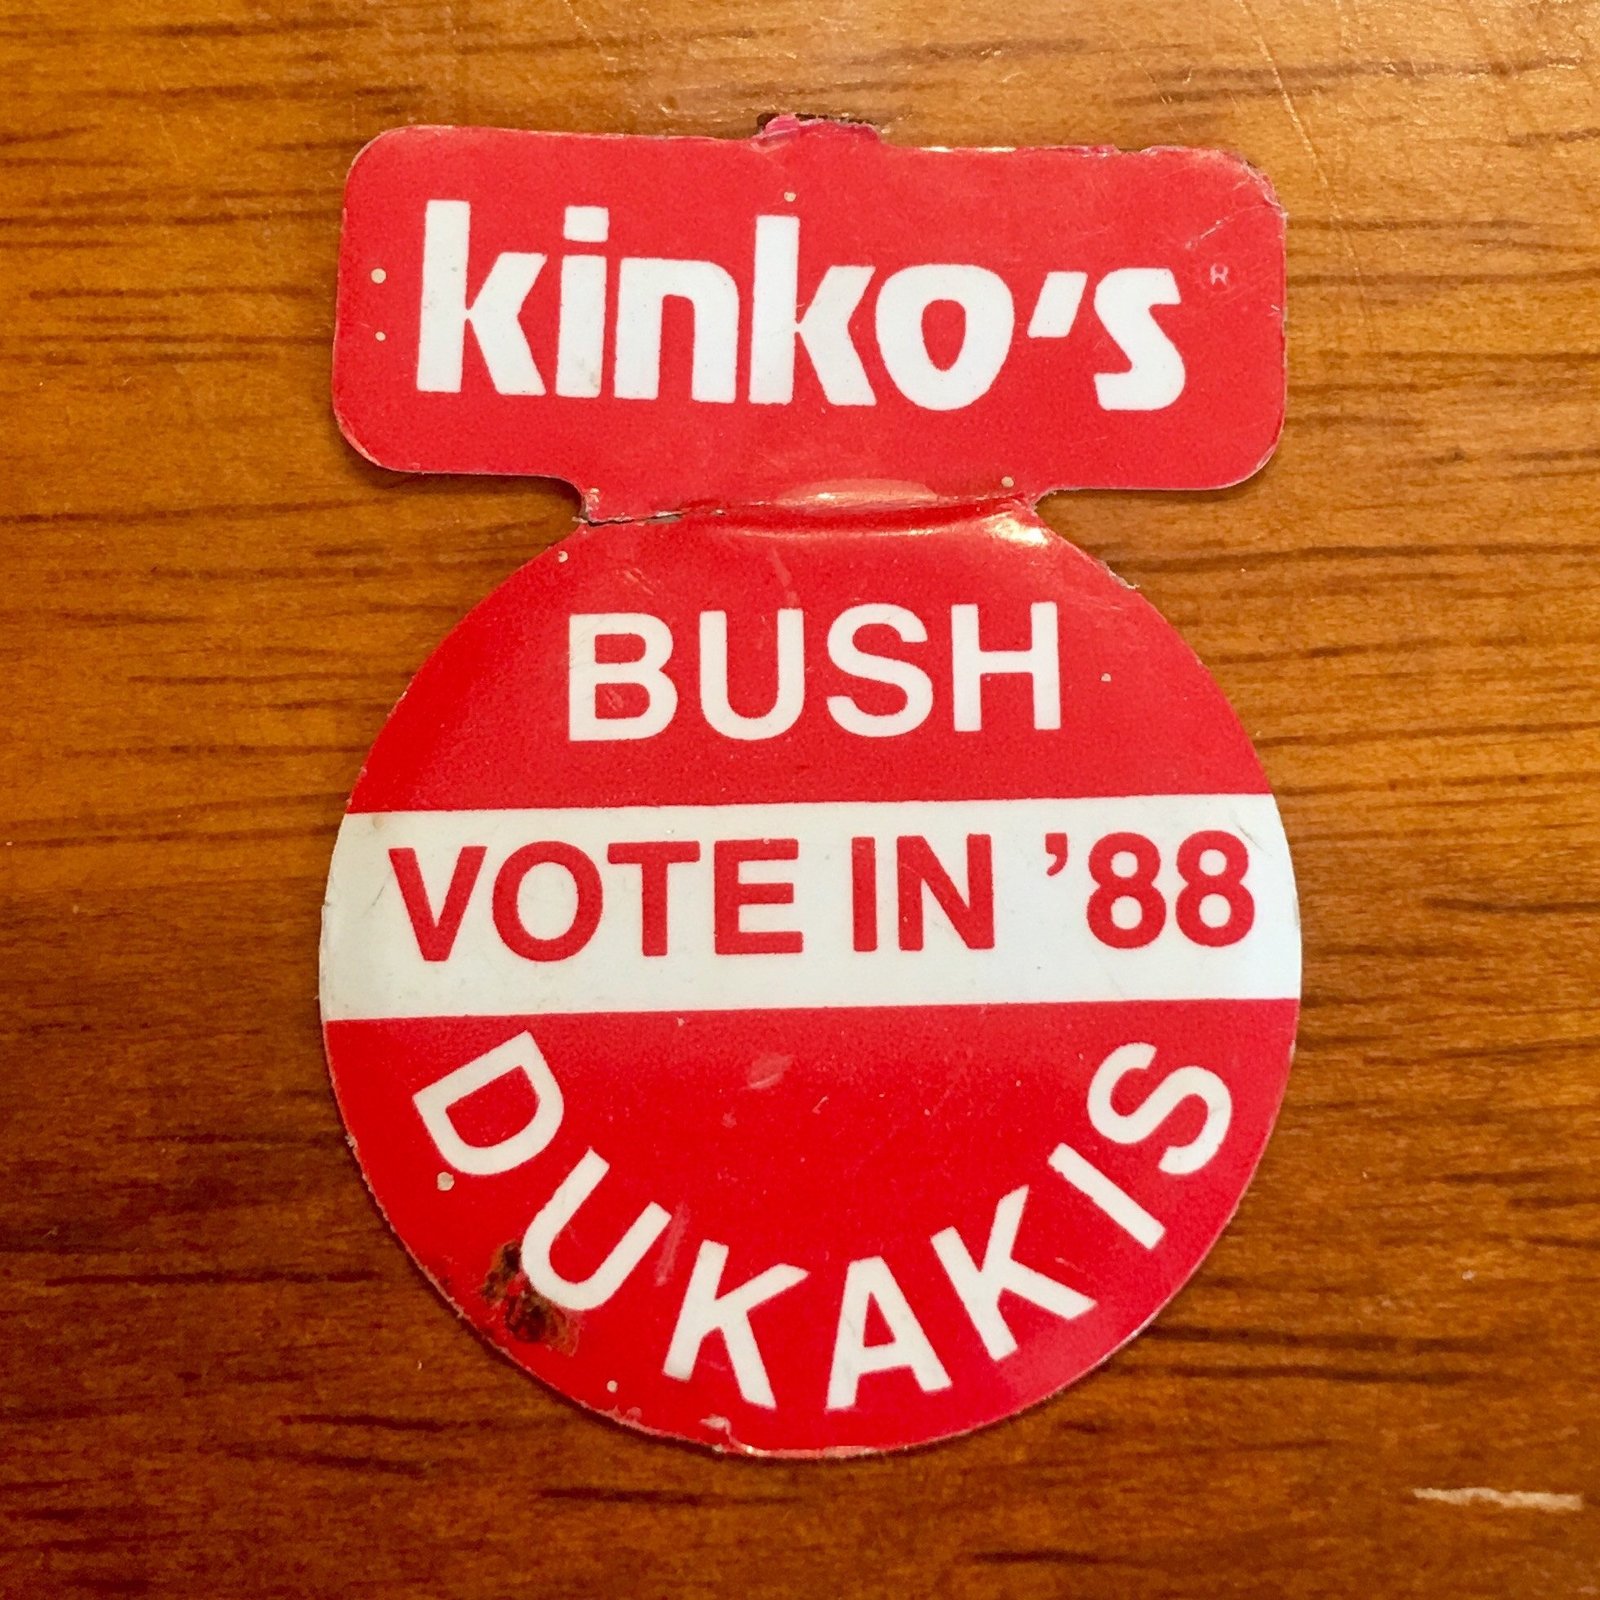 kinko's®
BUSH
VOTE IN '88
DUKAKIS